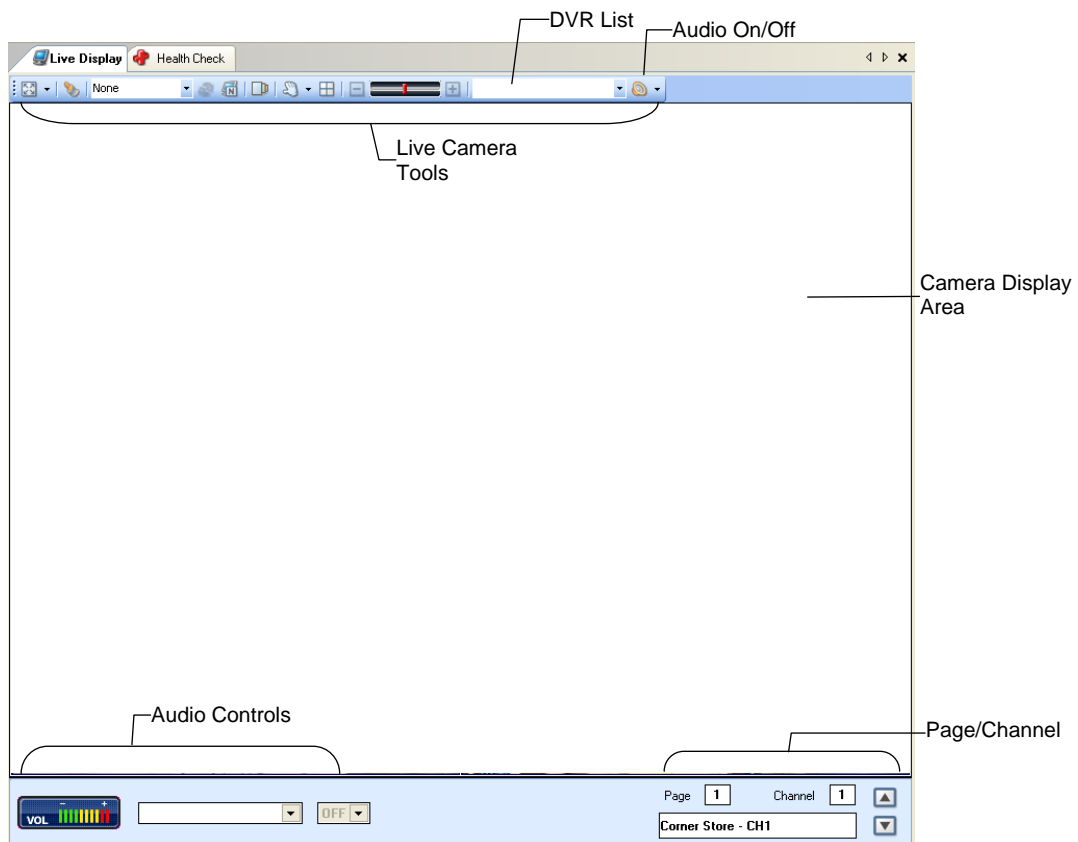 DVR List
Audio On/Off
Live Display
Health Check
None
N
Live Camera
Tools
Camera Display
Area
Audio Controls
Page/Channel
VOL - +
OFF
Page 1 Channel 1
Corner Store - CH1